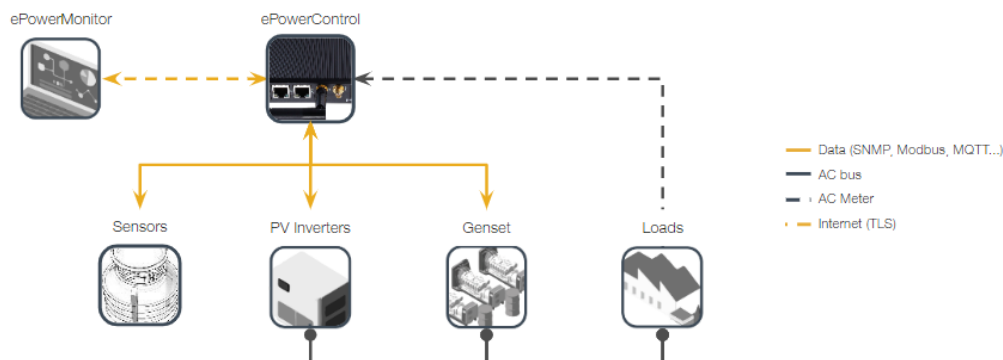 ePowerMonitor
ePowerControl
Data (SNMP, Modbus, MQTT...)
AC bus
AC Meter
Internet (TLS)
Sensors
PV Inverters
Genset
Loads